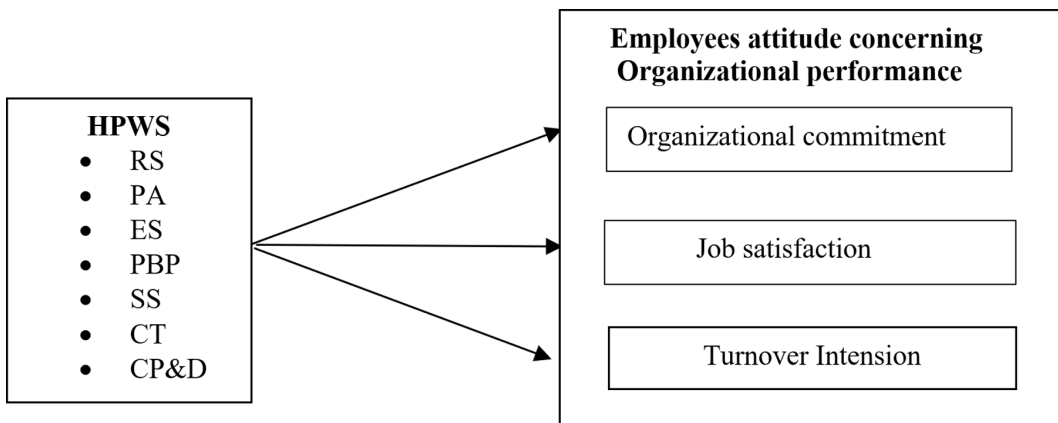 HPWS
• RS
• PA
• ES
• PBP
• SS
• CT
• CP&D
Employees attitude concerning
Organizational performance
Organizational commitment
Job satisfaction
Turnover Intension